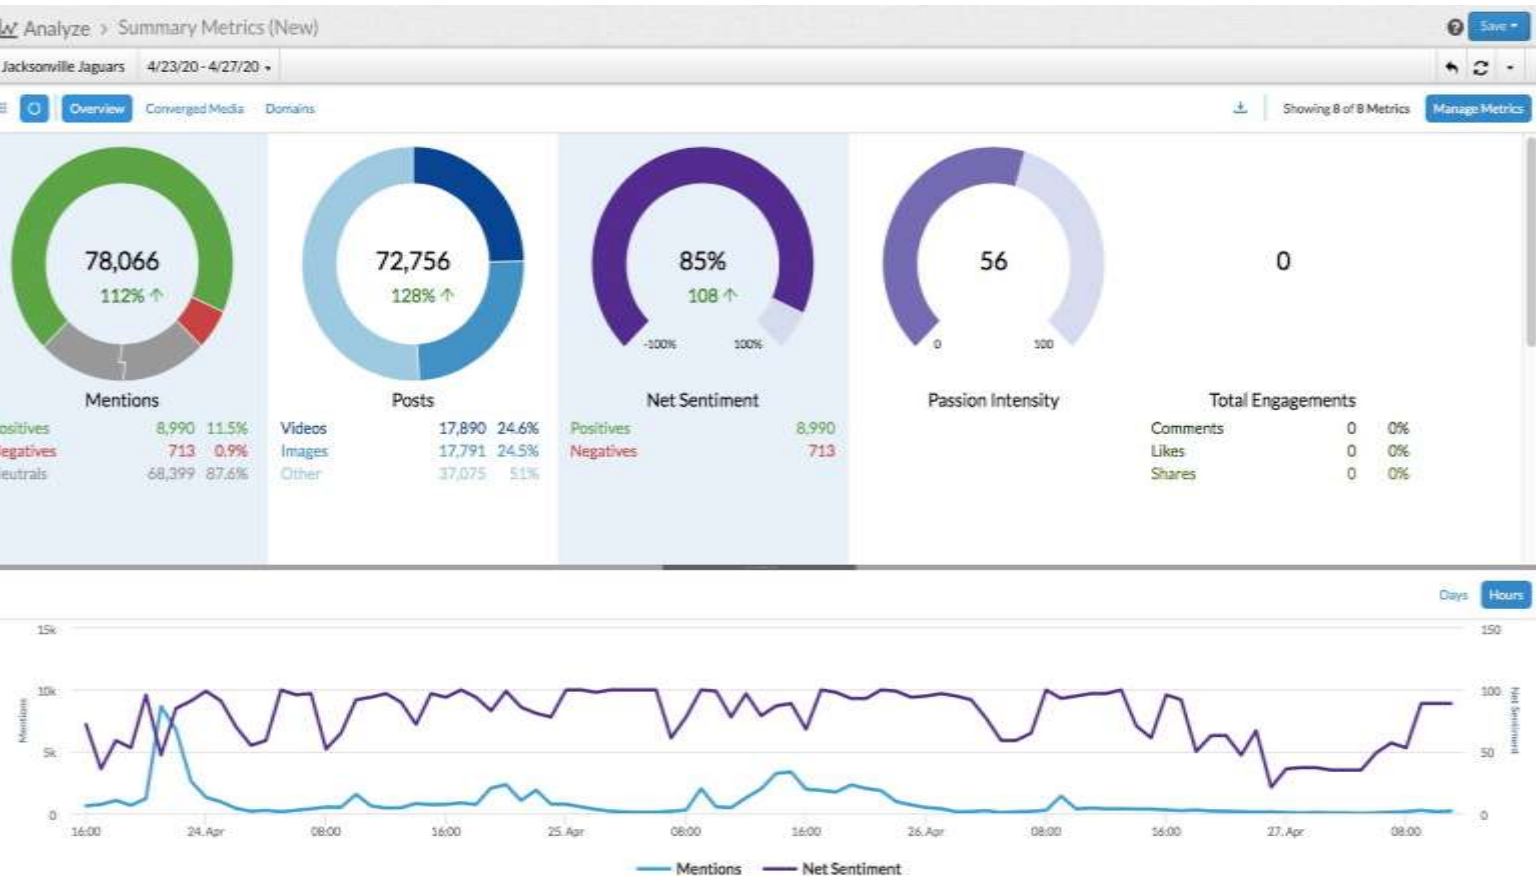 Analyze > Summary Metrics (New)
Save
Jacksonville Jaguars 4/23/20 - 4/27/20
Overview Converged Media Domains Showing 8 of 8 Metrics Manage Metrics
78,066
112% ↑
Mentions
ositives 8,990 11.5%
egatives 713 0.9%
eutrals 68,399 87.6%
72,756
128% ↑
Posts
Videos 17,890 24.6%
Images 17,791 24.5%
Other 37,075 51%
85%
108 ↑
-100% 100%
Net Sentiment
Positives 8,990
Negatives 713
56
0 100
Passion Intensity
0
Total Engagements
Comments 0 0%
Likes 0 0%
Shares 0 0%
Days Hours
15k 150
10k 100
5k 50
0 0
Mentions
Net Sentiment
16:00 24. Apr 08:00 16:00 25. Apr 08:00 16:00 26. Apr 08:00 16:00 27. Apr 08:00
Mentions Net Sentiment